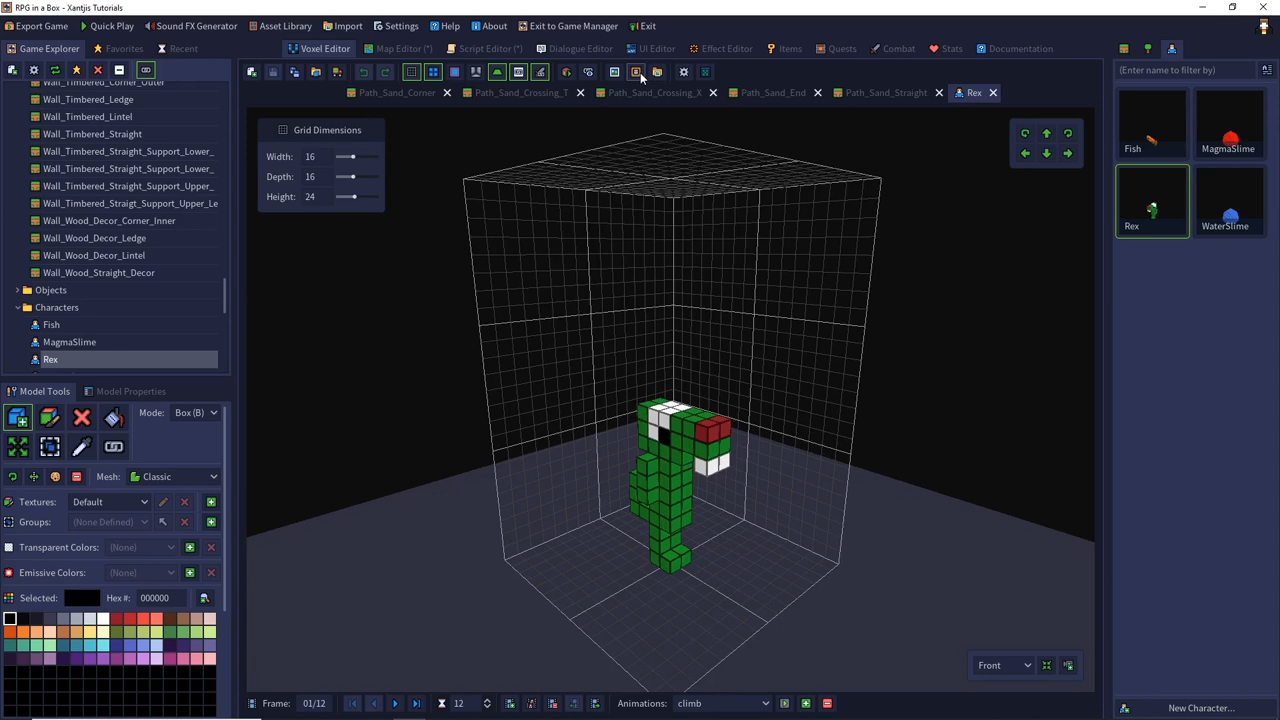 RPG in a Box - Xantjis Tutorials
Export Game Quick Play Sound FX Generator Asset Library Import Settings Help About Exit to Game Manager Exit
Game Explorer Favorites Recent Voxel Editor Map Editor (*) Script Editor (*) Dialogue Editor UI Editor Effect Editor Items Quests Combat Stats Documentation
(Enter name to filter by)
Path_Sand_Corner Path_Sand_Crossing_T Path_Sand_Crossing_X Path_Sand_End Path_Sand_Straight Rex
Wall_Timbered_Corner_Outer
Wall_Timbered_Ledge
Wall_Timbered_Lintel
Wall_Timbered_Straight
Wall_Timbered_Straight_Support_Lower_
Wall_Timbered_Straight_Support_Lower_
Wall_Timbered_Straight_Support_Upper_
Wall_Timbered_Straigt_Support_Upper_Le
Wall_Wood_Decor_Corner_Inner
Wall_Wood_Decor_Ledge
Wall_Wood_Decor_Lintel
Wall_Wood_Straight_Decor
Objects
Characters
Fish
MagmaSlime
Rex
Grid Dimensions
Width: 16
Depth: 16
Height: 24
Fish MagmaSlime
Rex WaterSlime
Model Tools Model Properties
Mode: Box (B)
Mesh: Classic
Textures: Default
Groups: (None Defined)
Transparent Colors: (None)
Emissive Colors: (None)
Selected: Hex #: 000000
Front
Frame: 01/12 12 Animations: climb
New Character...